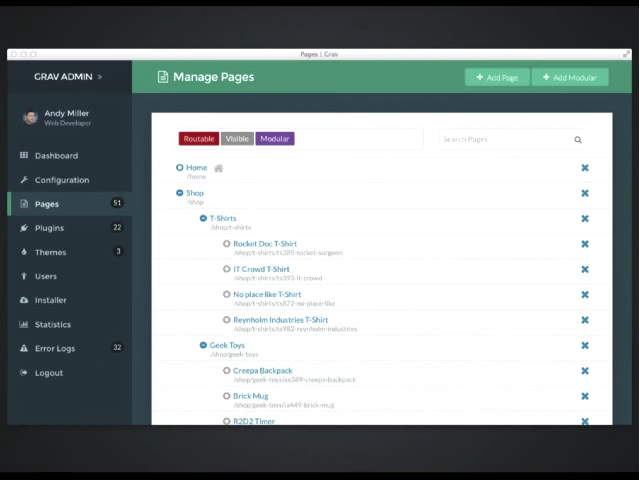 Pages | Grav
GRAV ADMIN »
Manage Pages
+ Add Page
+ Add Modular
Andy Miller
Web Developer
Routable
Visible
Modular
Search Pages
Dashboard
Configuration
Pages 51
Plugins 22
Themes 3
Users
Installer
Statistics
Error Logs 32
Logout
Home
/home
Shop
/shop
T-Shirts
/shop/t-shirts
Rocket Doc T-Shirt
/shop/t-shirts/ts385-rocket-surgeon
IT Crowd T-Shirt
/shop/t-shirts/ts393-it-crowd
No place like T-Shirt
/shop/t-shirts/ts872-no-place-like
Reynholm Industries T-Shirt
/shop/t-shirts/ts982-reynholm-industries
Geek Toys
/shop/geek-toys
Creepa Backpack
/shop/geek-toys/ax389-creepa-backpack
Brick Mug
/shop/geek-toys/ia449-brick-mug
R2D2 Timer